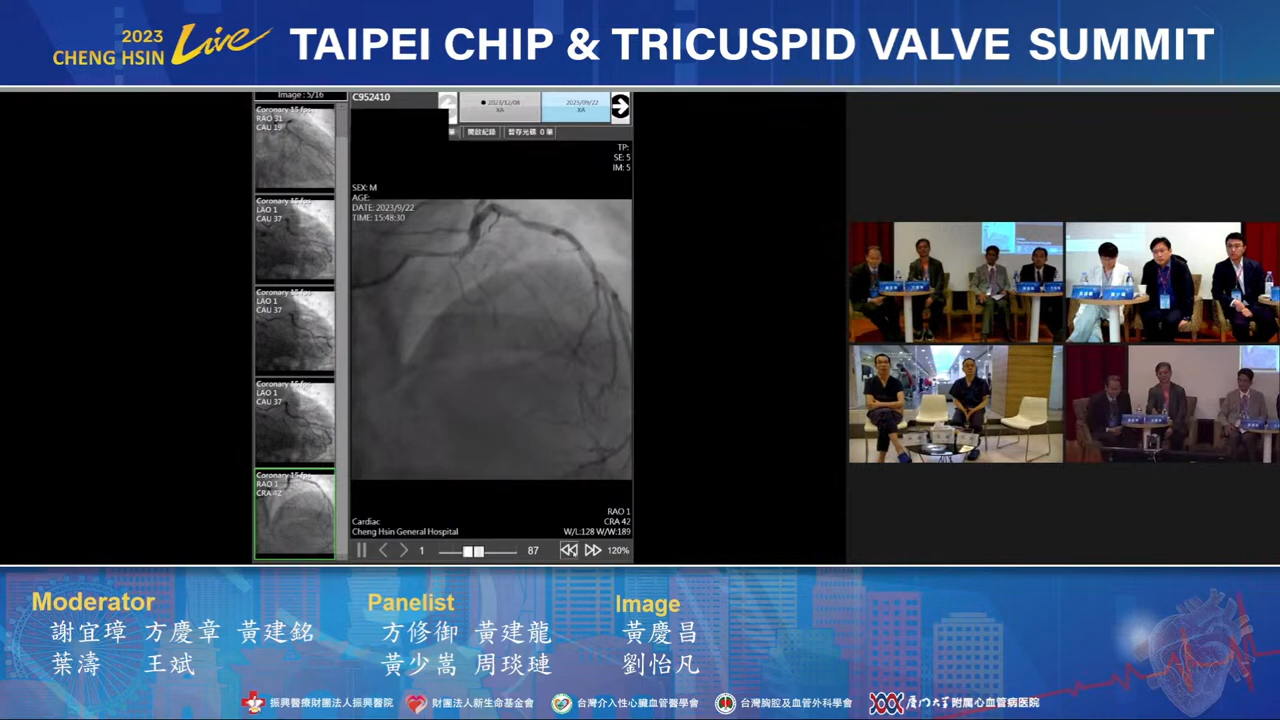 2023
CHENG HSIN Live
TAIPEI CHIP & TRICUSPID VALVE SUMMIT
Image : 5/16
C952410
2023/12/08
XA
2023/09/22
XA
開啟紀錄
暫存光碟 0 筆
Coronary 15 fps
RAO 31
CAU 19
Coronary 15 fps
LAO 1
CAU 37
Coronary 15 fps
LAO 1
CAU 37
Coronary 15 fps
LAO 1
CAU 37
Coronary 15 fps
RAO 1
CRA 42
TP:
SE: 5
IM: 5
SEX: M
AGE:
DATE: 2023/9/22
TIME: 15:48:30
RAO 1
Cardiac
CRA 42
Cheng Hsin General Hospital
W/L:128 W/W:189
1
87
120%
Moderator
謝宜璋 方慶章 黃建銘
葉濤 王斌
Panelist
方修御 黃建龍
黃少嵩 周琰璉
Image
黃慶昌
劉怡凡
振興醫療財團法人振興醫院
財團法人新生命基金會
台灣介入性心臟血管醫學會
台灣胸腔及血管外科學會
厦门大学附属心血管病医院